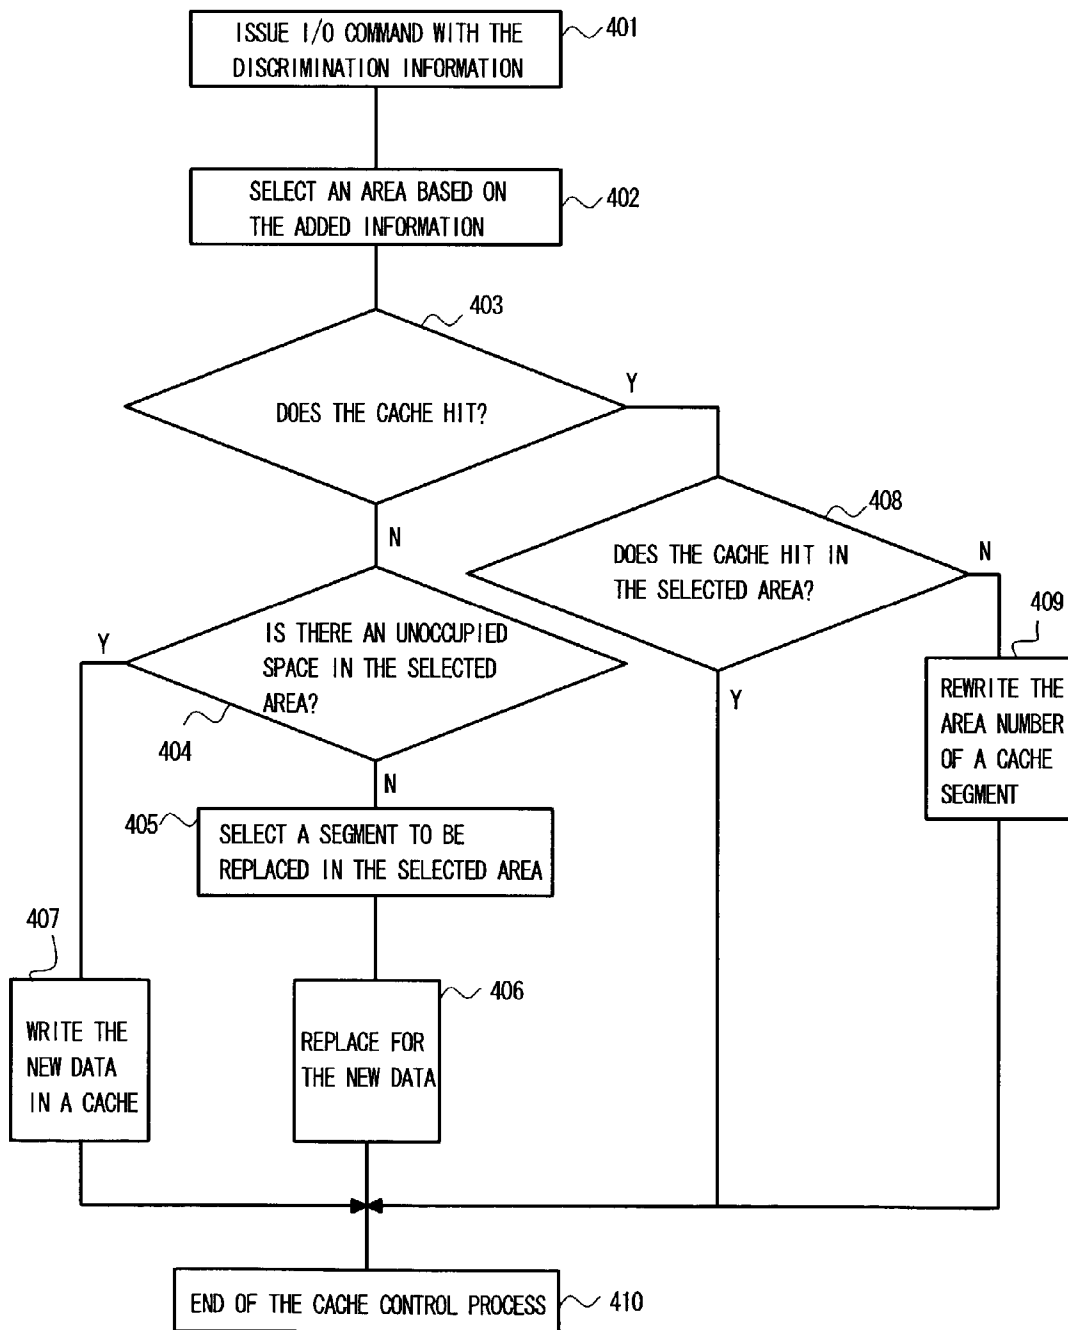 ISSUE I/O COMMAND WITH THE
DISCRIMINATION INFORMATION
401
SELECT AN AREA BASED ON
THE ADDED INFORMATION
402
403
DOES THE CACHE HIT?
Y
N
408
DOES THE CACHE HIT IN
THE SELECTED AREA?
N
Y
409
REWRITE THE
AREA NUMBER
OF A CACHE
SEGMENT
IS THERE AN UNOCCUPIED
SPACE IN THE SELECTED
AREA?
Y
404
N
405
SELECT A SEGMENT TO BE
REPLACED IN THE SELECTED AREA
407
WRITE THE
NEW DATA
IN A CACHE
406
REPLACE FOR
THE NEW DATA
END OF THE CACHE CONTROL PROCESS
410